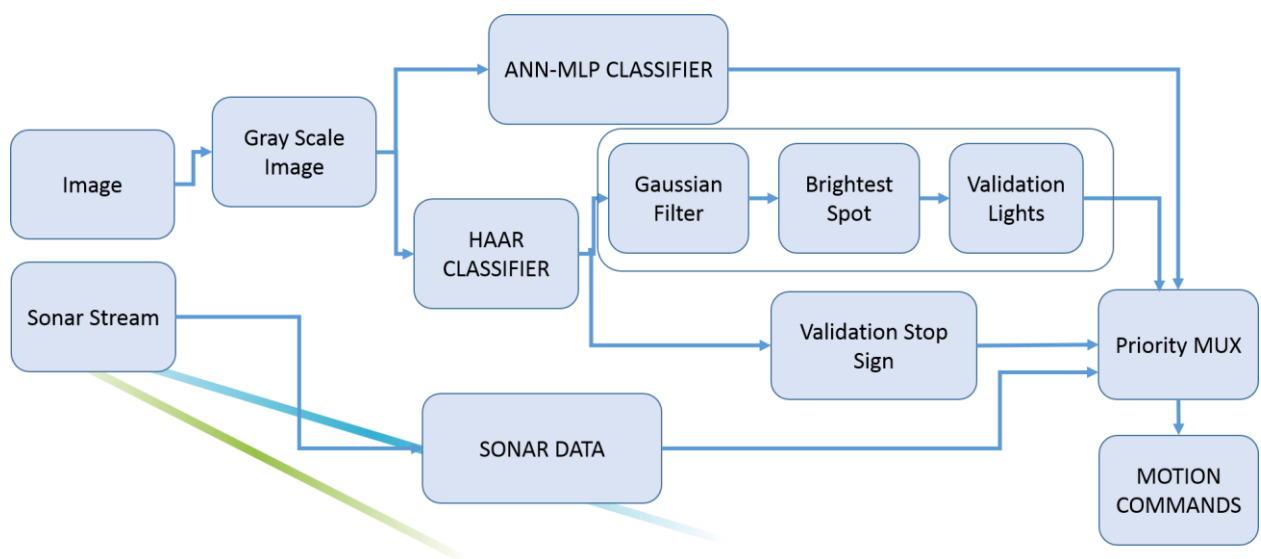 ANN-MLP CLASSIFIER
Gray Scale
Image
Image
Gaussian
Filter
Brightest
Spot
Validation
Lights
HAAR
CLASSIFIER
Sonar Stream
Validation Stop
Sign
Priority MUX
SONAR DATA
MOTION
COMMANDS